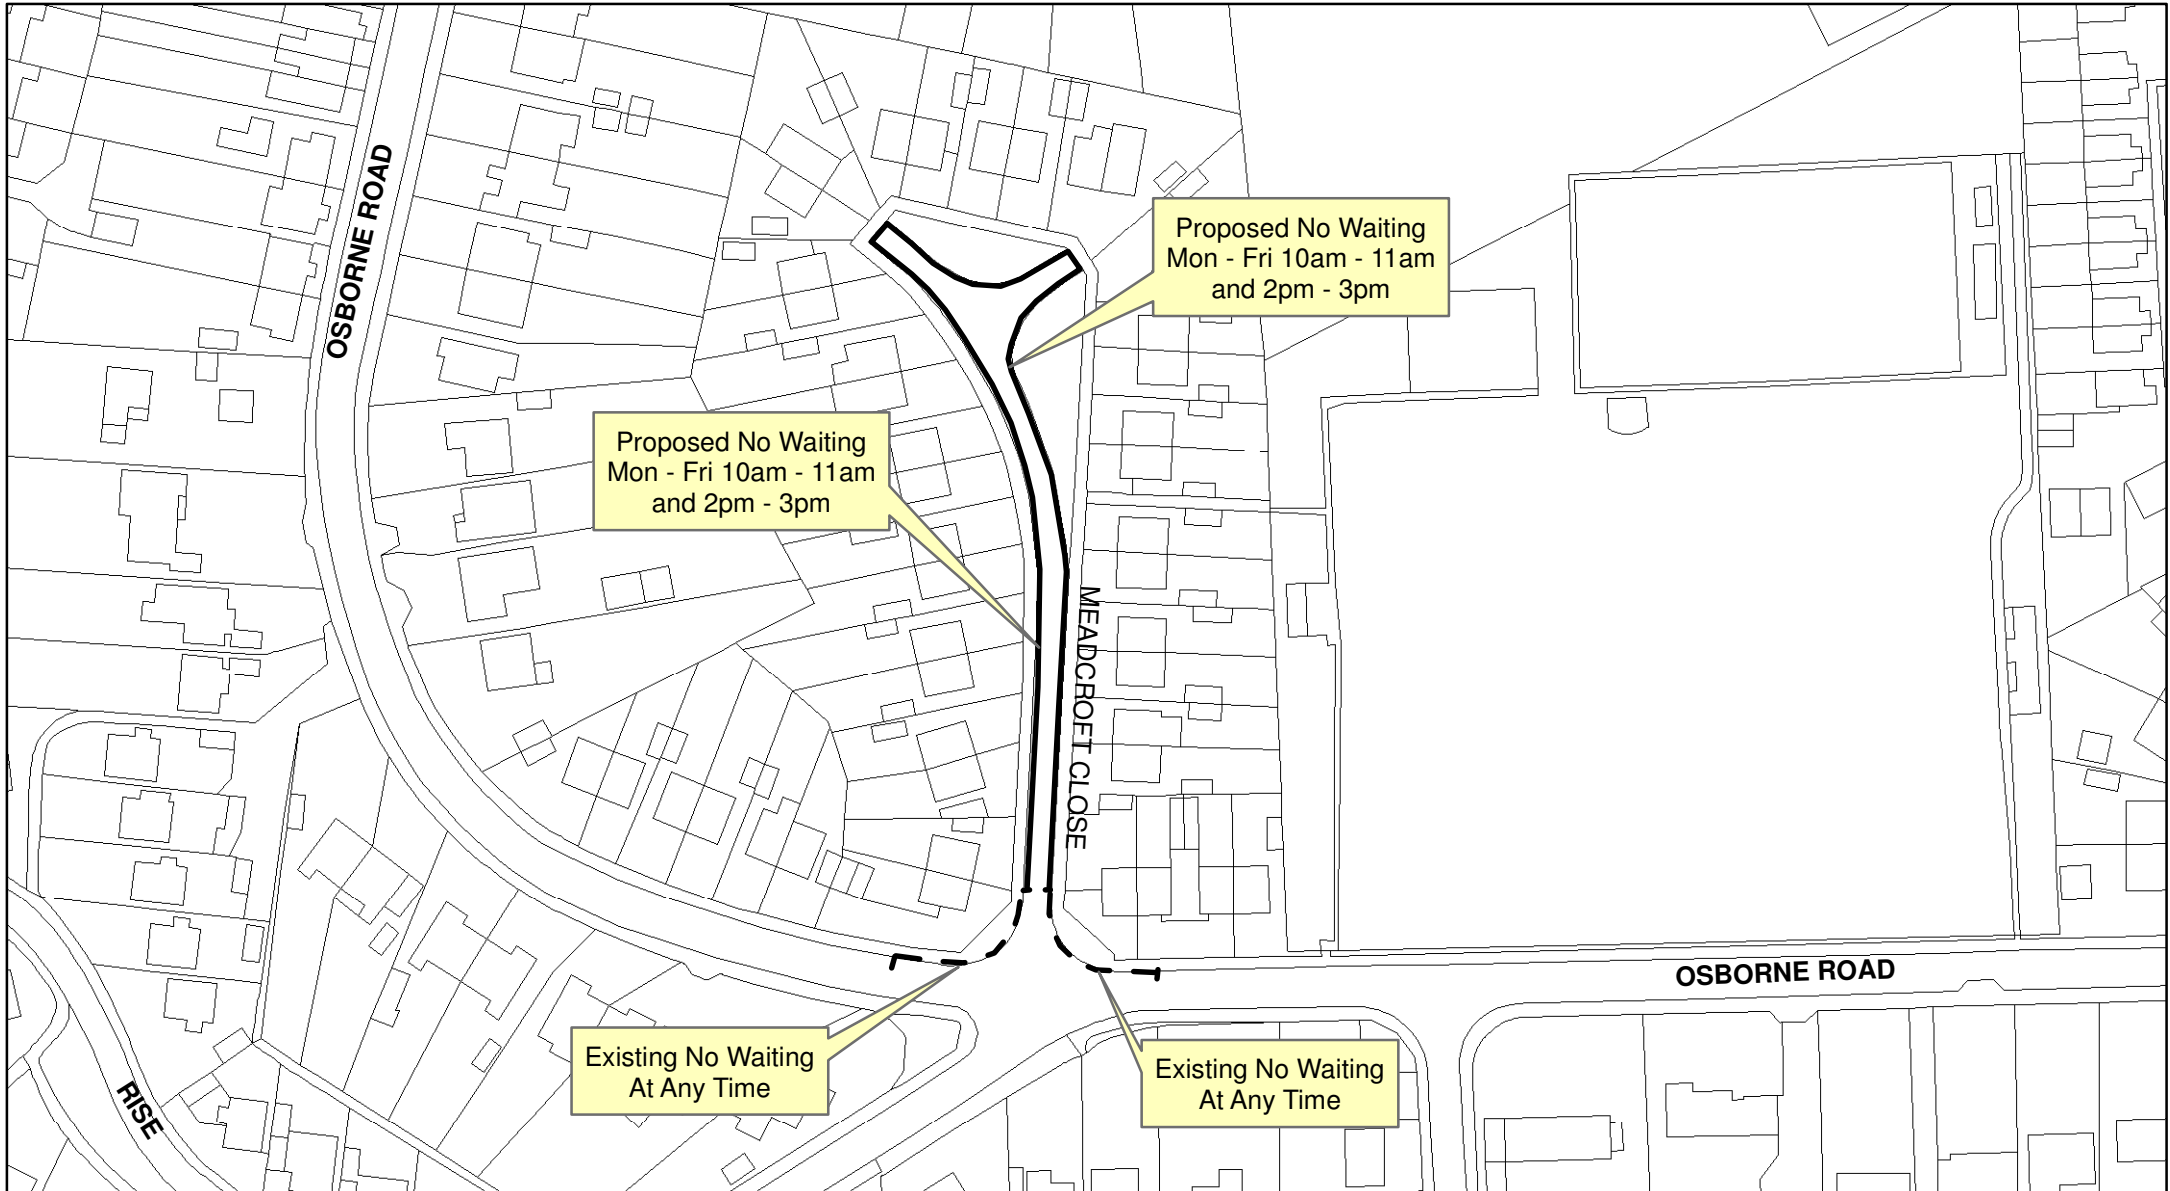 OSBORNE ROAD
Proposed No Waiting
Mon - Fri 10am - 11am
and 2pm - 3pm
Proposed No Waiting
Mon - Fri 10am - 11am
and 2pm - 3pm
MEADCROFT CLOSE
OSBORNE ROAD
Existing No Waiting
At Any Time
Existing No Waiting
At Any Time
RISE